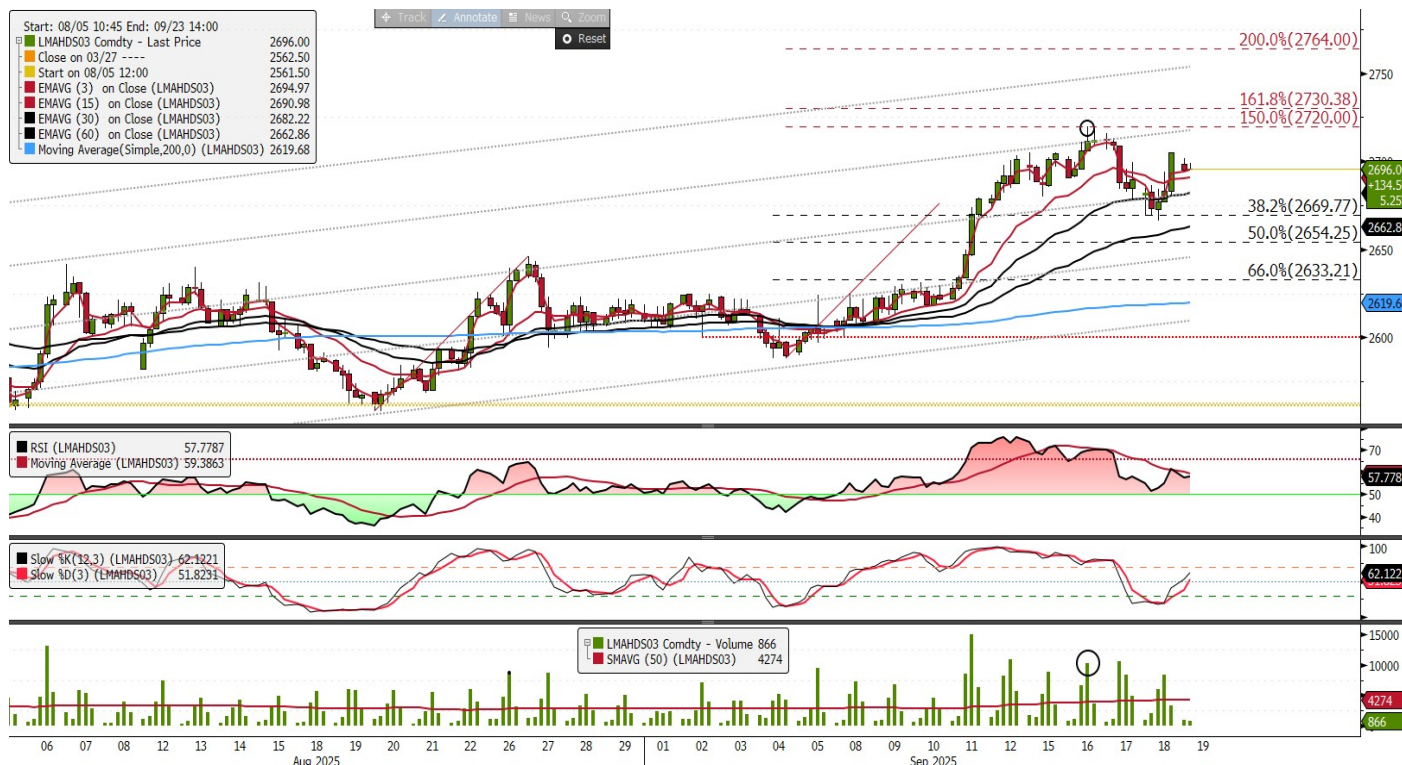 Start: 08/05 10:45 End: 09/23 14:00
LMAHDS03 Comdty - Last Price 2696.00
Close on 03/27 ---- 2562.50
Start on 08/05 12:00 2561.50
EMAVG (3) on Close (LMAHDS03) 2694.97
EMAVG (15) on Close (LMAHDS03) 2690.98
EMAVG (30) on Close (LMAHDS03) 2682.22
EMAVG (60) on Close (LMAHDS03) 2662.86
Moving Average(Simple,200,0) (LMAHDS03) 2619.68
Track Annotate News Zoom
Reset
200.0%(2764.00)
161.8%(2730.38)
150.0%(2720.00)
38.2%(2669.77)
50.0%(2654.25)
66.0%(2633.21)
2750
2696.0
+134.5
5.25
2662.8
2650
2619.6
2600
RSI (LMAHDS03) 57.7787
Moving Average (LMAHDS03) 59.3863
70
57.778
50
40
Slow %K(12,3) (LMAHDS03) 62.1221
Slow %D(3) (LMAHDS03) 51.8231
100
62.122
LMAHDS03 Comdty - Volume 866
SMAVG (50) (LMAHDS03) 4274
15000
10000
4274
866
06 07 08 11 12 13 14 15 18 19 20 21 22 26 27 28 29 01 02 03 04 05 08 09 10 11 12 15 16 17 18 19
Aug 2025 Sep 2025